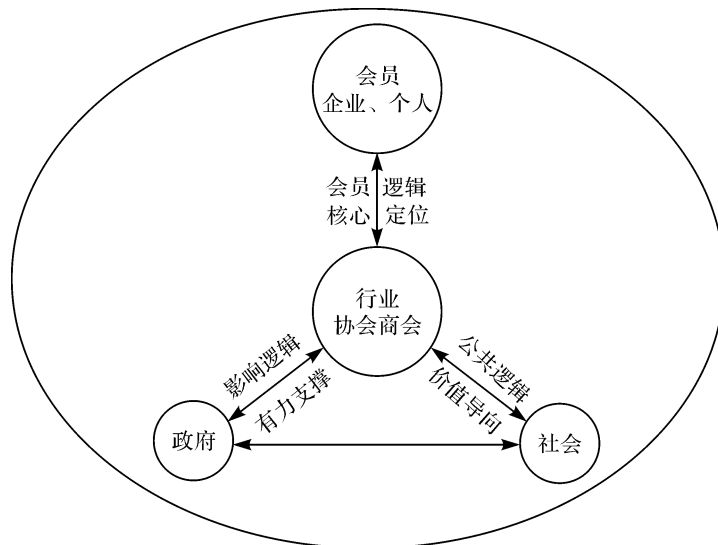 会员
企业、个人
会员 逻辑
核心 定位
行业
协会商会
影响逻辑
有力支撑
公共逻辑
价值导向
政府
社会